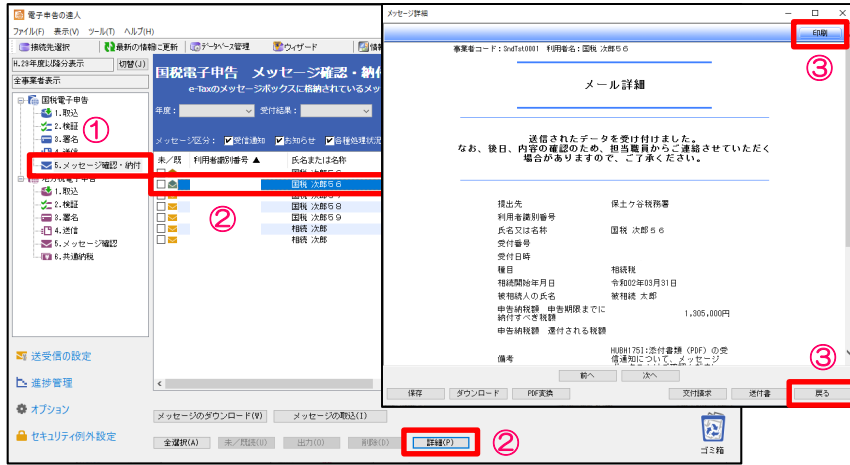 電子申告の達人
ファイル(F) 表示(V) ツール(T) ヘルプ(H)
接続先選択 最新の情報に更新 データベース管理 ウィザード
H.29年度以降分表示 切替(J)
全事業者表示
国税電子申告
1.取込
2.検証
3.署名
4.送信
5.メッセージ確認・納付
地方税電子申告
1.取込
2.検証
3.署名
4.送信
5.メッセージ確認
6.共通納税
①
送受信の設定
進捗管理
オプション
セキュリティ例外設定
国税電子申告 メッセージ確認・納付
e-Taxのメッセージボックスに格納されているメッ
年度: 受付結果:
メッセージ区分: 受信通知 お知らせ 各種処理状況
未/既 利用者識別番号 ▲ 氏名または名称
国税 次郎56
国税 次郎58
国税 次郎59
相続 次郎
相続 次郎
②
メッセージのダウンロード(W) メッセージの取込(I)
全選択(A) 未/既読(U) 出力(O) 削除(D) 詳細(P)
②
ゴミ箱
メッセージ詳細
印刷
③
事業者コード:SndTst0001 利用者名:国税 次郎56
メール詳細
送信されたデータを受け付けました。
なお、後日、内容の確認のため、担当職員からご連絡させていただく
場合がありますので、ご了承ください。
提出先 保土ケ谷税務署
利用者識別番号
氏名又は名称 国税 次郎56
受付番号
受付日時
種目 相続税
相続開始年月日 令和02年03月31日
被相続人の氏名 被相続 太郎
申告納税額 申告期限までに
納付すべき税額 1,305,000円
申告納税額 還付される税額
備考 HUBH175I:添付書類(PDF)の受
信通知について、メッセージ
前へ 次へ
③
保存 ダウンロード PDF変換 交付請求 送付書 戻る